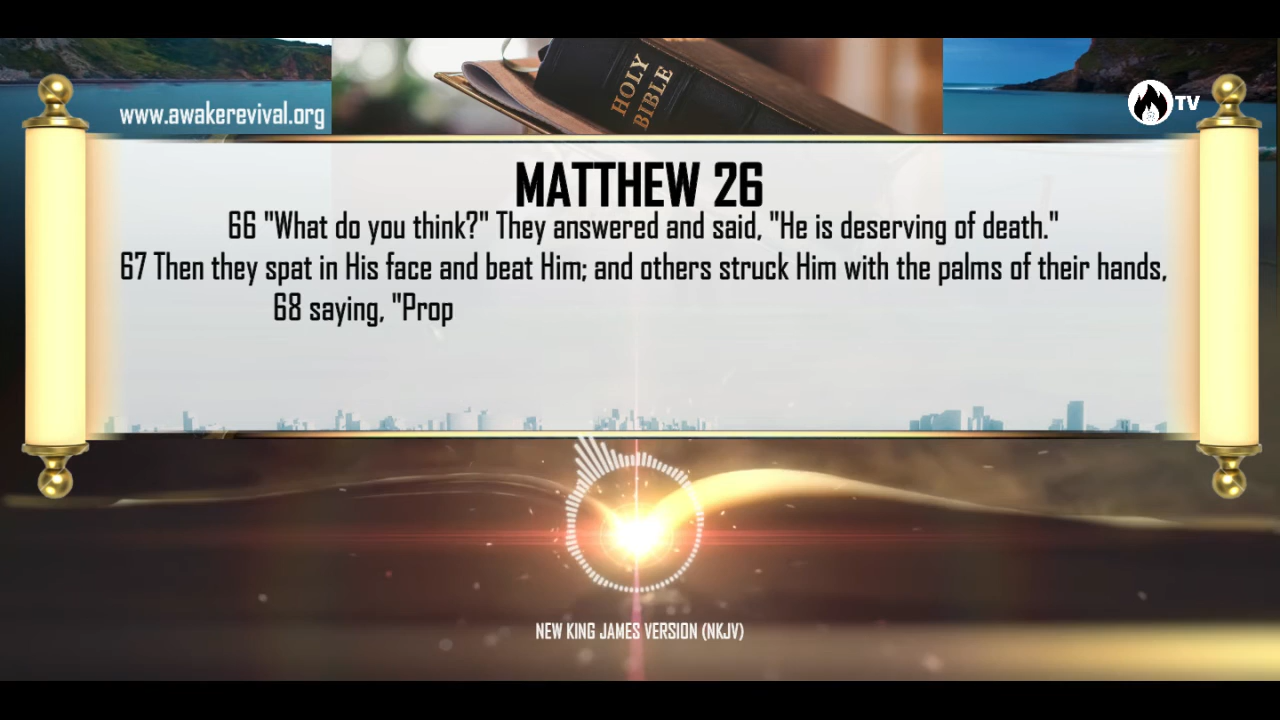 HOLY
BIBLE
www.awakerevival.org
TV
MATTHEW 26
66 "What do you think?" They answered and said, "He is deserving of death."
67 Then they spat in His face and beat Him; and others struck Him with the palms of their hands,
68 saying, "Prop
NEW KING JAMES VERSION (NKJV)